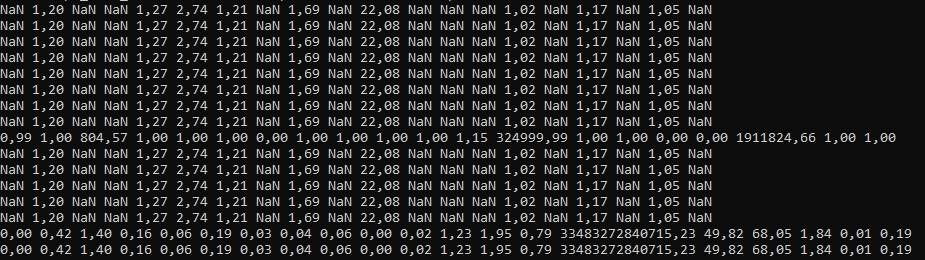 NaN 1,20 NaN NaN 1,27 2,74 1,21 NaN 1,69 NaN 22,08 NaN NaN NaN 1,02 NaN 1,17 NaN 1,05 NaN
NaN 1,20 NaN NaN 1,27 2,74 1,21 NaN 1,69 NaN 22,08 NaN NaN NaN 1,02 NaN 1,17 NaN 1,05 NaN
NaN 1,20 NaN NaN 1,27 2,74 1,21 NaN 1,69 NaN 22,08 NaN NaN NaN 1,02 NaN 1,17 NaN 1,05 NaN
NaN 1,20 NaN NaN 1,27 2,74 1,21 NaN 1,69 NaN 22,08 NaN NaN NaN 1,02 NaN 1,17 NaN 1,05 NaN
NaN 1,20 NaN NaN 1,27 2,74 1,21 NaN 1,69 NaN 22,08 NaN NaN NaN 1,02 NaN 1,17 NaN 1,05 NaN
NaN 1,20 NaN NaN 1,27 2,74 1,21 NaN 1,69 NaN 22,08 NaN NaN NaN 1,02 NaN 1,17 NaN 1,05 NaN
NaN 1,20 NaN NaN 1,27 2,74 1,21 NaN 1,69 NaN 22,08 NaN NaN NaN 1,02 NaN 1,17 NaN 1,05 NaN
NaN 1,20 NaN NaN 1,27 2,74 1,21 NaN 1,69 NaN 22,08 NaN NaN NaN 1,02 NaN 1,17 NaN 1,05 NaN
0,99 1,00 804,57 1,00 1,00 1,00 0,00 1,00 1,00 1,00 1,00 1,15 324999,99 1,00 1,00 0,00 0,00 1911824,66 1,00 1,00
NaN 1,20 NaN NaN 1,27 2,74 1,21 NaN 1,69 NaN 22,08 NaN NaN NaN 1,02 NaN 1,17 NaN 1,05 NaN
NaN 1,20 NaN NaN 1,27 2,74 1,21 NaN 1,69 NaN 22,08 NaN NaN NaN 1,02 NaN 1,17 NaN 1,05 NaN
NaN 1,20 NaN NaN 1,27 2,74 1,21 NaN 1,69 NaN 22,08 NaN NaN NaN 1,02 NaN 1,17 NaN 1,05 NaN
NaN 1,20 NaN NaN 1,27 2,74 1,21 NaN 1,69 NaN 22,08 NaN NaN NaN 1,02 NaN 1,17 NaN 1,05 NaN
NaN 1,20 NaN NaN 1,27 2,74 1,21 NaN 1,69 NaN 22,08 NaN NaN NaN 1,02 NaN 1,17 NaN 1,05 NaN
0,00 0,42 1,40 0,16 0,06 0,19 0,03 0,04 0,06 0,00 0,02 1,23 1,95 0,79 33483272840715,23 49,82 68,05 1,84 0,01 0,19
0,00 0,42 1,40 0,16 0,06 0,19 0,03 0,04 0,06 0,00 0,02 1,23 1,95 0,79 33483272840715,23 49,82 68,05 1,84 0,01 0,19